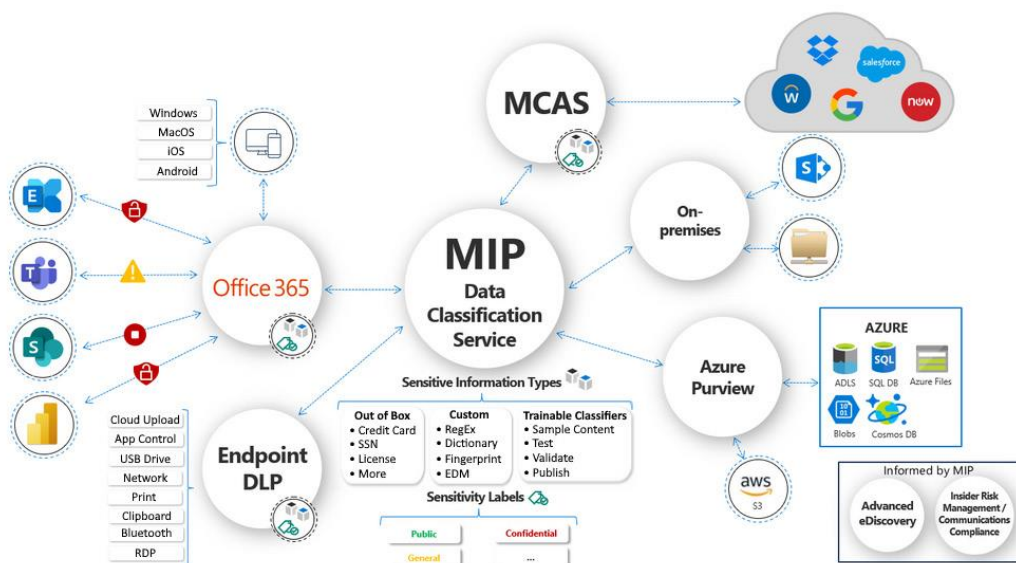 MCAS
salesforce
W
G
now
Windows
MacOS
iOS
Android
E
S
On-
premises
T
Office 365
MIP
Data
Classification
Service
S
AZURE
ADLS
SQL
SQL DB
Azure Files
10
01
Blobs
Cosmos DB
Azure
Purview
Sensitive Information Types
Out of Box
• Credit Card
• SSN
• License
• More
Custom
• RegEx
• Dictionary
• Fingerprint
• EDM
Trainable Classifiers
• Sample Content
• Test
• Validate
• Publish
Cloud Upload
App Control
USB Drive
Network
Print
Clipboard
Bluetooth
RDP
Endpoint
DLP
Sensitivity Labels
Public
Confidential
General
...
aws
S3
Informed by MIP
Advanced
eDiscovery
Insider Risk
Management /
Communications
Compliance